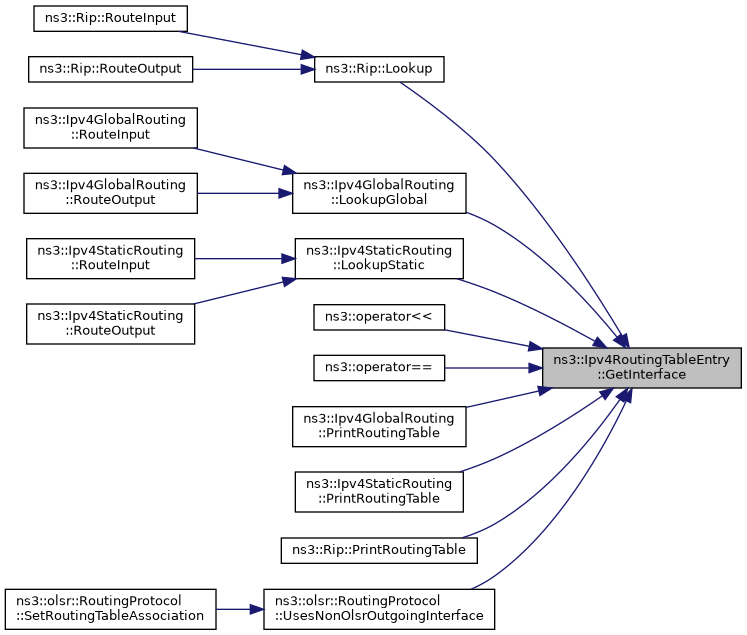 ns3::Rip::RouteInput
ns3::Rip::RouteOutput
ns3::Rip::Lookup
ns3::Ipv4GlobalRouting
::RouteInput
ns3::Ipv4GlobalRouting
::RouteOutput
ns3::Ipv4GlobalRouting
::LookupGlobal
ns3::Ipv4StaticRouting
::RouteInput
ns3::Ipv4StaticRouting
::LookupStatic
ns3::Ipv4StaticRouting
::RouteOutput
ns3::operator<<
ns3::operator==
ns3::Ipv4RoutingTableEntry
::GetInterface
ns3::Ipv4GlobalRouting
::PrintRoutingTable
ns3::Ipv4StaticRouting
::PrintRoutingTable
ns3::Rip::PrintRoutingTable
ns3::olsr::RoutingProtocol
::SetRoutingTableAssociation
ns3::olsr::RoutingProtocol
::UsesNonOlsrOutgoingInterface